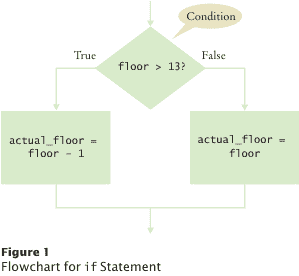 Condition
True
floor > 13?
False
actual_floor =
floor - 1
actual_floor =
floor
Figure 1
Flowchart for if Statement